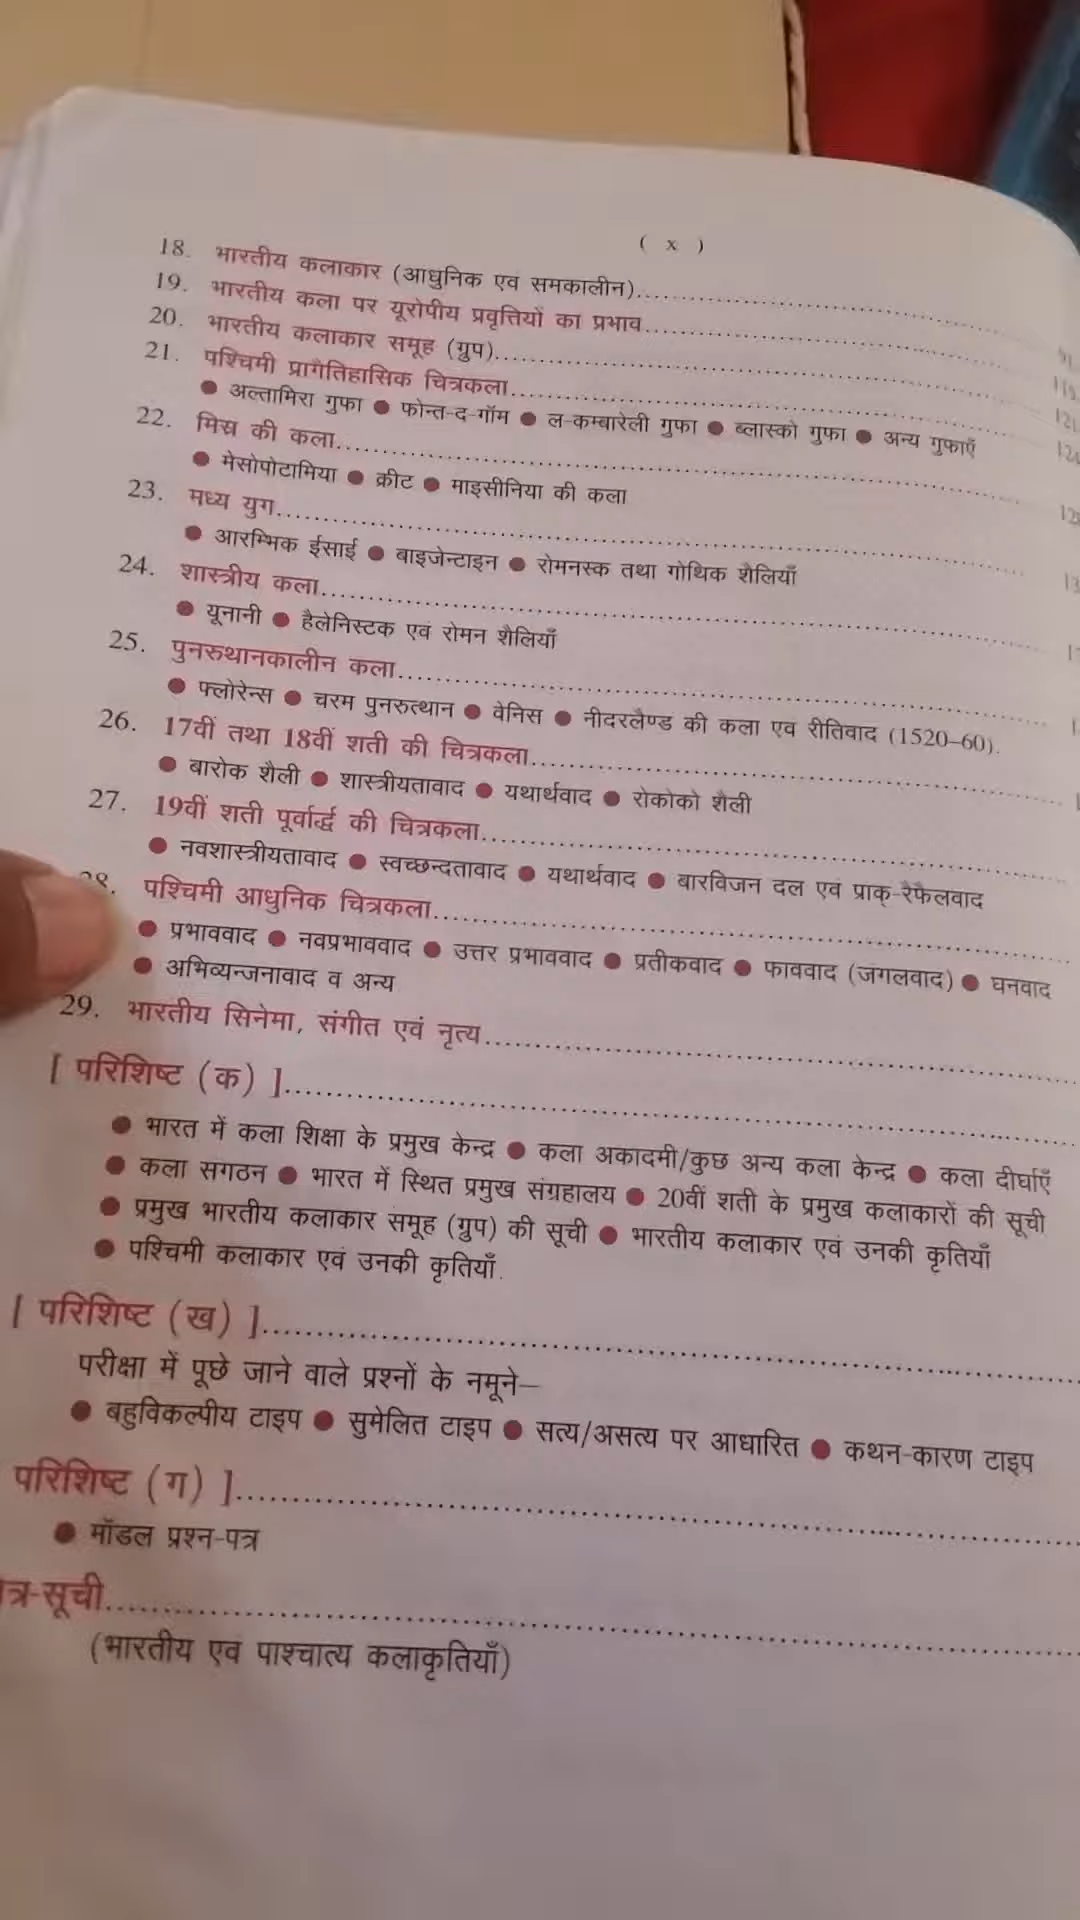 ( x )
18. भारतीय कलाकार (आधुनिक एवं समकालीन)
19. भारतीय कला पर यूरोपीय प्रवृत्तियों का प्रभाव
20. भारतीय कलाकार समूह (ग्रुप)
21. पश्चिमी प्रागैतिहासिक चित्रकला
● अल्तामिरा गुफा ● फोन्त-द-गॉम ● ल-कम्बारेली गुफा ● ब्लास्को गुफा ● अन्य गुफाएँ
22. मिस्र की कला
● मेसोपोटामिया ● क्रीट ● माइसीनिया की कला
23. मध्य युग
● आरम्भिक ईसाई ● बाइजेन्टाइन ● रोमनस्क तथा गोथिक शैलियाँ
24. शास्त्रीय कला
● यूनानी ● हैलेनिस्टक एवं रोमन शैलियाँ
25. पुनरुथानकालीन कला
● फ्लोरेन्स ● चरम पुनरुत्थान ● वेनिस ● नीदरलैण्ड की कला एवं रीतिवाद (1520–60).
26. 17वीं तथा 18वीं शती की चित्रकला
● बारोक शैली ● शास्त्रीयतावाद ● यथार्थवाद ● रोकोको शैली
27. 19वीं शती पूर्वार्द्ध की चित्रकला
● नवशास्त्रीयतावाद ● स्वच्छन्दतावाद ● यथार्थवाद ● बारविजन दल एवं प्राक्-रैफैलवाद
28. पश्चिमी आधुनिक चित्रकला
● प्रभाववाद ● नवप्रभाववाद ● उत्तर प्रभाववाद ● प्रतीकवाद ● फाववाद (जंगलवाद) ● घनवाद
● अभिव्यन्जनावाद व अन्य
29. भारतीय सिनेमा, संगीत एवं नृत्य
[ परिशिष्ट (क) ]
● भारत में कला शिक्षा के प्रमुख केन्द्र ● कला अकादमी/कुछ अन्य कला केन्द्र ● कला दीर्घाएँ
● कला संगठन ● भारत में स्थित प्रमुख संग्रहालय ● 20वीं शती के प्रमुख कलाकारों की सूची
● प्रमुख भारतीय कलाकार समूह (ग्रुप) की सूची ● भारतीय कलाकार एवं उनकी कृतियाँ
● पश्चिमी कलाकार एवं उनकी कृतियाँ.
[ परिशिष्ट (ख) ]
परीक्षा में पूछे जाने वाले प्रश्नों के नमूने—
● बहुविकल्पीय टाइप ● सुमेलित टाइप ● सत्य/असत्य पर आधारित ● कथन-कारण टाइप
परिशिष्ट (ग) ]
● मॉडल प्रश्न-पत्र
त्र-सूची
(भारतीय एवं पाश्चात्य कलाकृतियाँ)